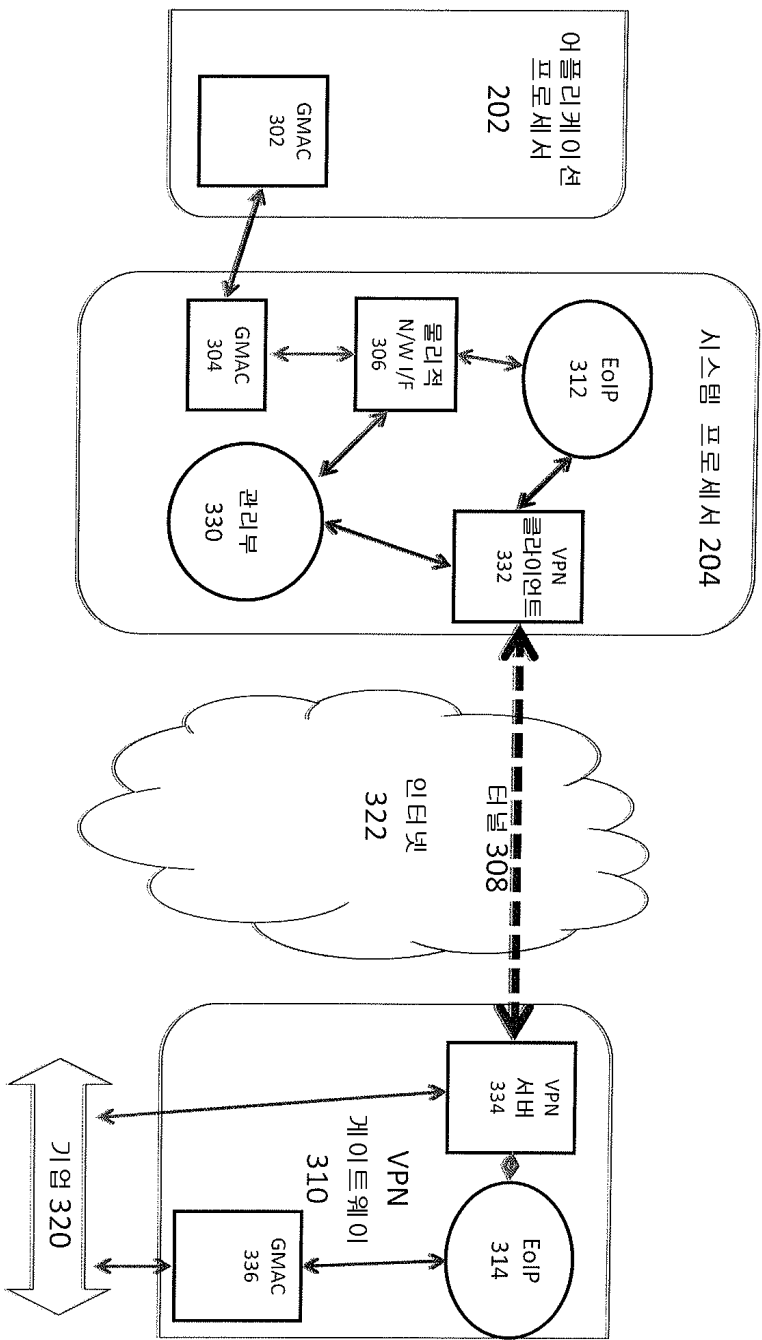 어플리케이션
프로세서
202
GMAC
302
시스템 프로세서 204
EoIP
312
물리적
N/W I/F
306
GMAC
304
VPN
클라이언트
332
관리부
330
터널 308
인터넷
322
VPN
서버
334
EoIP
314
VPN
게이트웨이
310
GMAC
336
기업 320